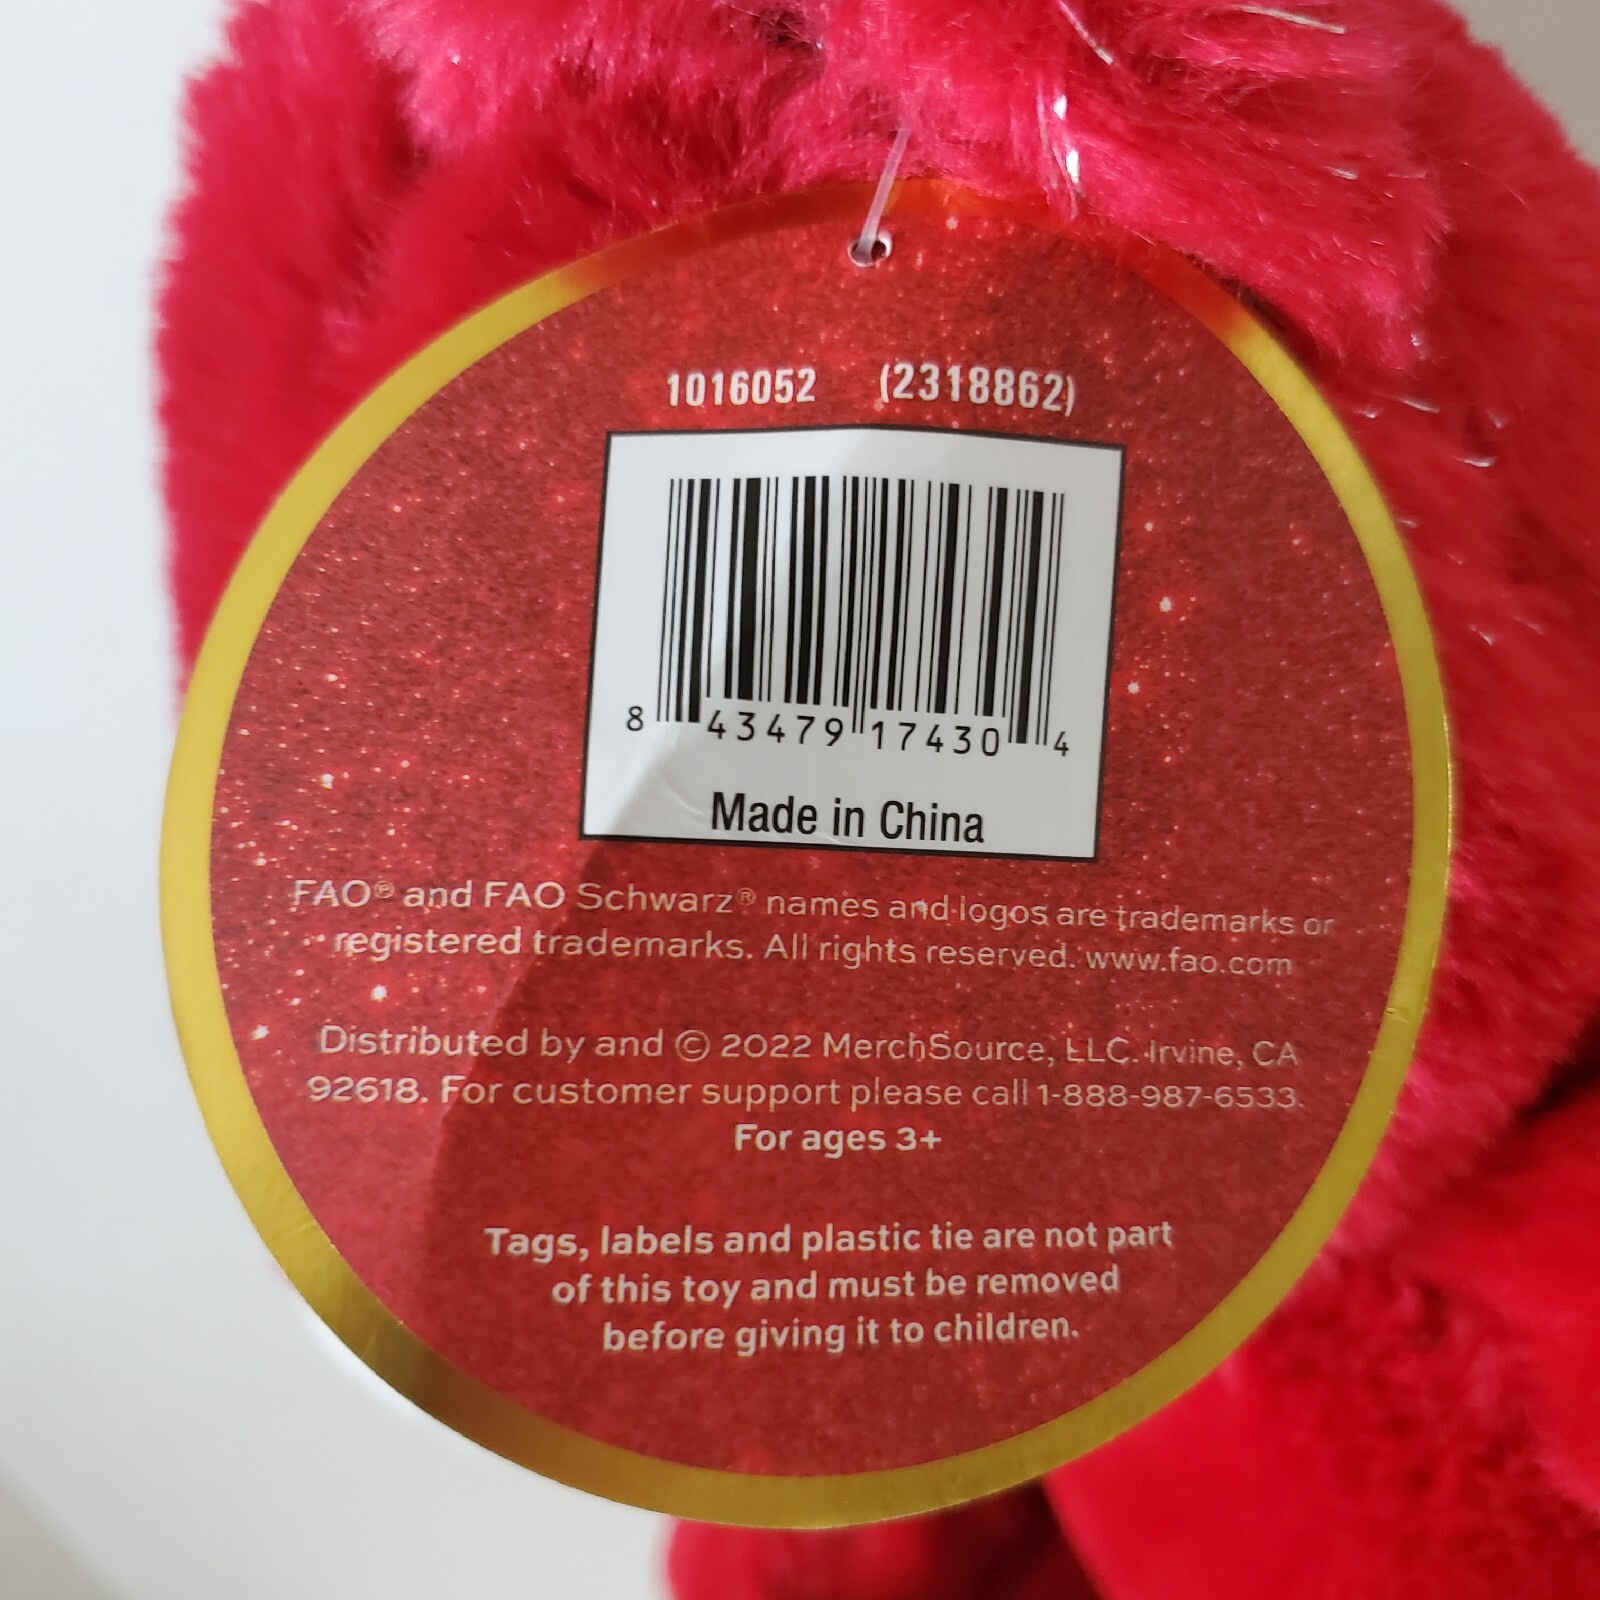 1016052 (2318862)
8 43479 17430 4
Made in China
FAO® and FAO Schwarz® names and logos are trademarks or
registered trademarks. All rights reserved. www.fao.com
Distributed by and © 2022 MerchSource, LLC. Irvine, CA
92618. For customer support please call 1-888-987-6533.
For ages 3+
Tags, labels and plastic tie are not part
of this toy and must be removed
before giving it to children.